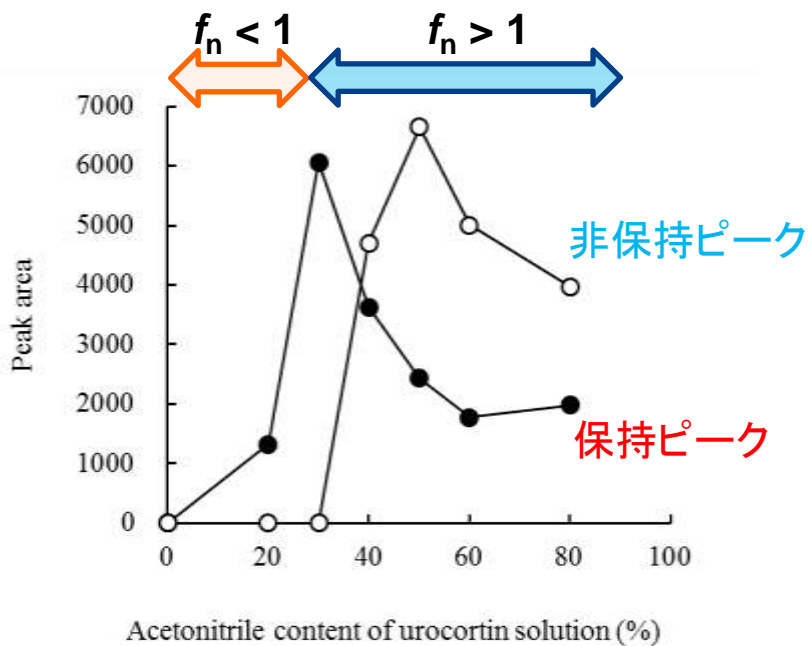 fn < 1
fn > 1
7000
6000
5000
4000
3000
2000
1000
0
Peak area
非保持ピーク
保持ピーク
0 20 40 60 80 100
Acetonitrile content of urocortin solution (%)